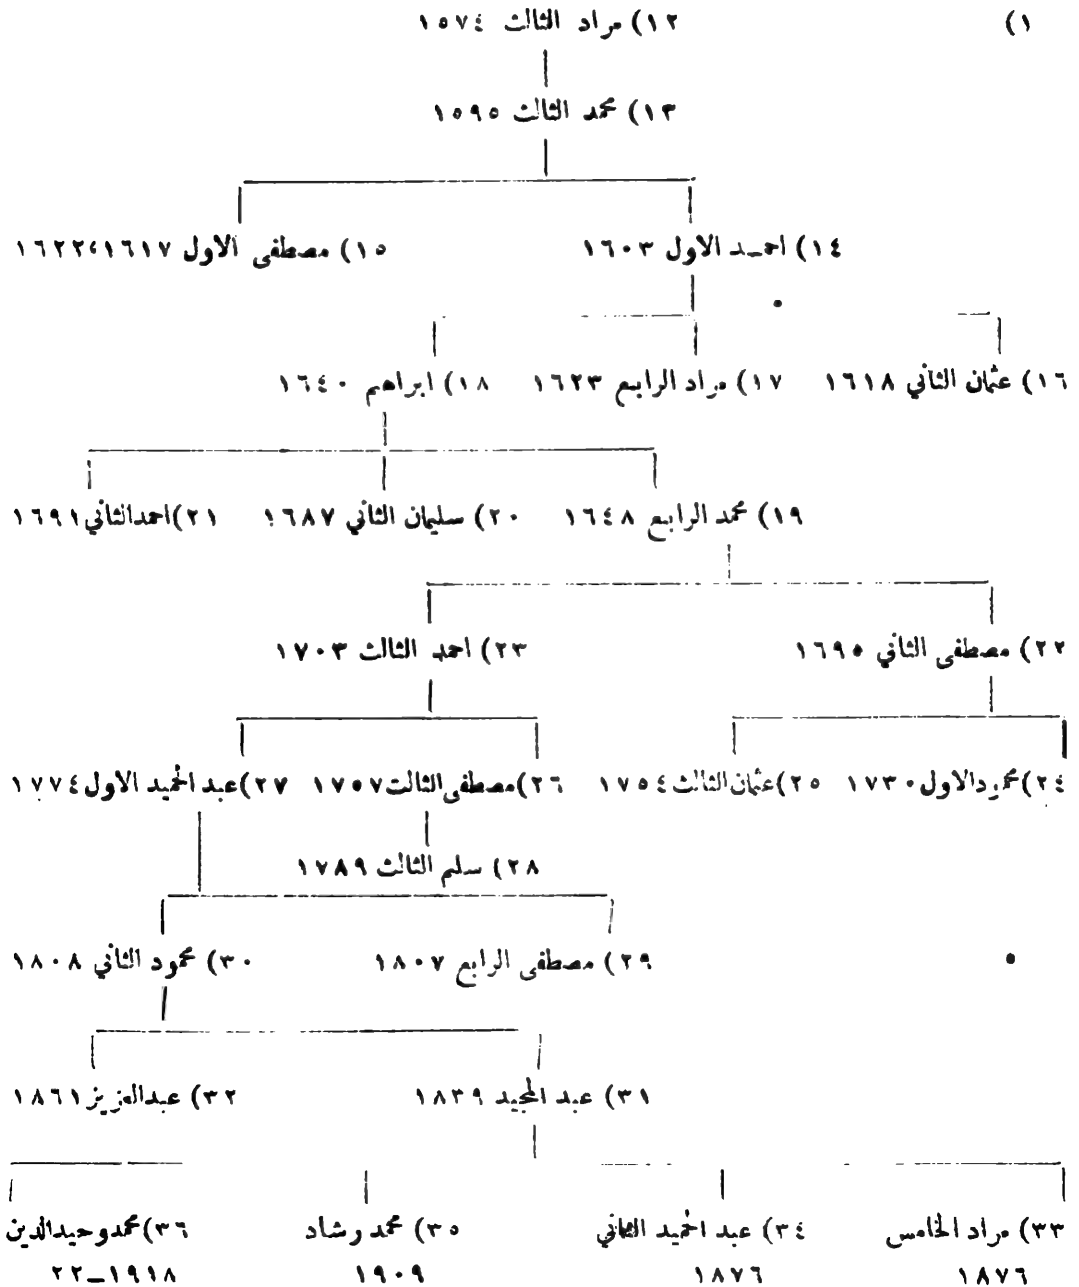 ١) ١٢) مراد الثالث ١٥٧٤
١٣) محمد الثالث ١٥٩٥
١٤) احمـد الاول ١٦٠٣ ١٥) مصطفى الاول ١٦١٧،١٦٢٢
١٦) عثمان الثاني ١٦١٨ ١٧) مراد الرابع ١٦٢٣ ١٨) ابراهيم ١٦٤٠
١٩) محمد الرابع ١٦٤٨ ٢٠) سليمان الثاني ١٦٨٧ ٢١) احمد الثاني ١٦٩١
٢٢) مصطفى الثاني ١٦٩٥ ٢٣) احمد الثالث ١٧٠٣
٢٤) محمود الاول ١٧٣٠ ٢٥) عثمان الثالث ١٧٥٤ ٢٦) مصطفى الثالث ١٧٥٧ ٢٧) عبد الحميد الاول ١٧٧٤
٢٨) سليم الثالث ١٧٨٩
٢٩) مصطفى الرابع ١٨٠٧ ٣٠) محمود الثاني ١٨٠٨
٣١) عبد المجيد ١٨٣٩ ٣٢) عبدالعزيز ١٨٦١
٣٣) مراد الخامس ٣٤) عبد الحميد الثاني ٣٥) محمد رشاد ٣٦) محمد وحيد الدين
١٨٧٦ ١٨٧٦ ١٩٠٩ ١٩١٨–٢٢